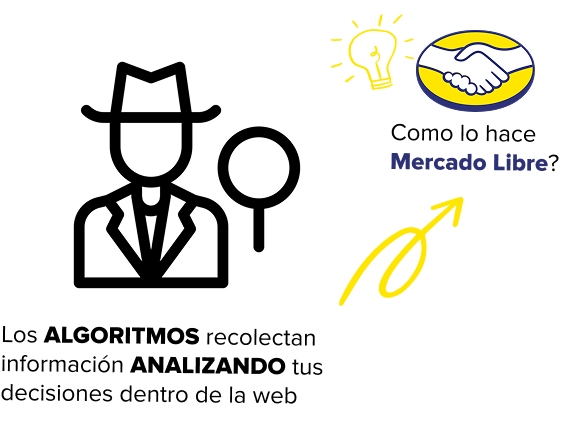 Como lo hace
Mercado Libre?
Los ALGORITMOS recolectan
información ANALIZANDO tus
decisiones dentro de la web